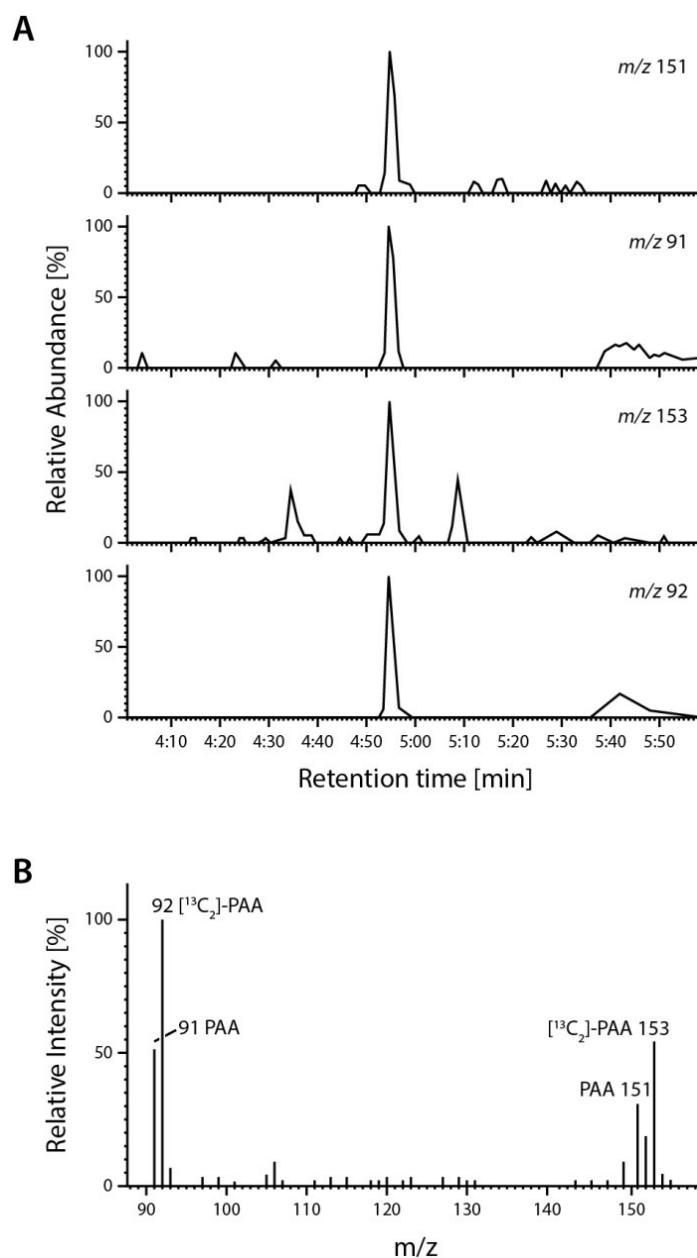 A
100
50
0
m/z 151
100
50
0
m/z 91
100
50
0
m/z 153
100
50
0
m/z 92
Relative Abundance [%]
4:10 4:20 4:30 4:40 4:50 5:00 5:10 5:20 5:30 5:40 5:50
Retention time [min]
B
100
50
0
92 [¹³C₂]-PAA
91 PAA
[¹³C₂]-PAA 153
PAA 151
Relative Intensity [%]
90 100 110 120 130 140 150
m/z